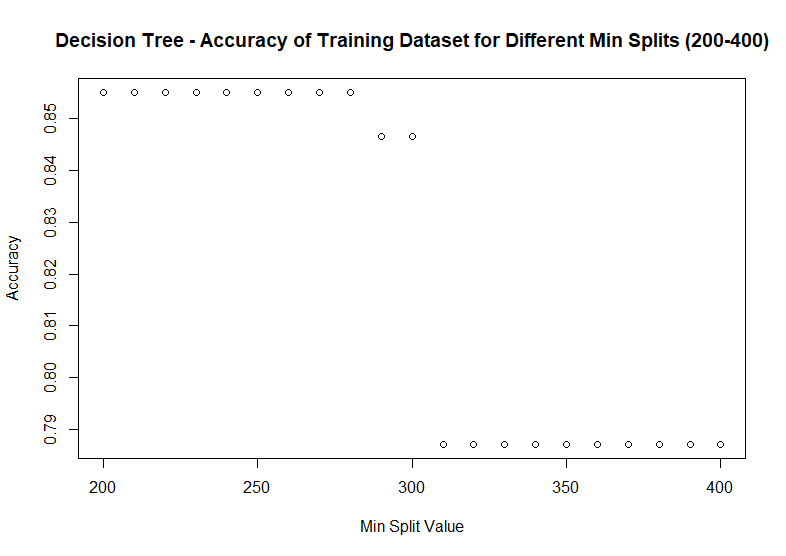 Decision Tree - Accuracy of Training Dataset for Different Min Splits (200-400)
Accuracy
0.85
0.84
0.83
0.82
0.81
0.80
0.79
200 250 300 350 400
Min Split Value